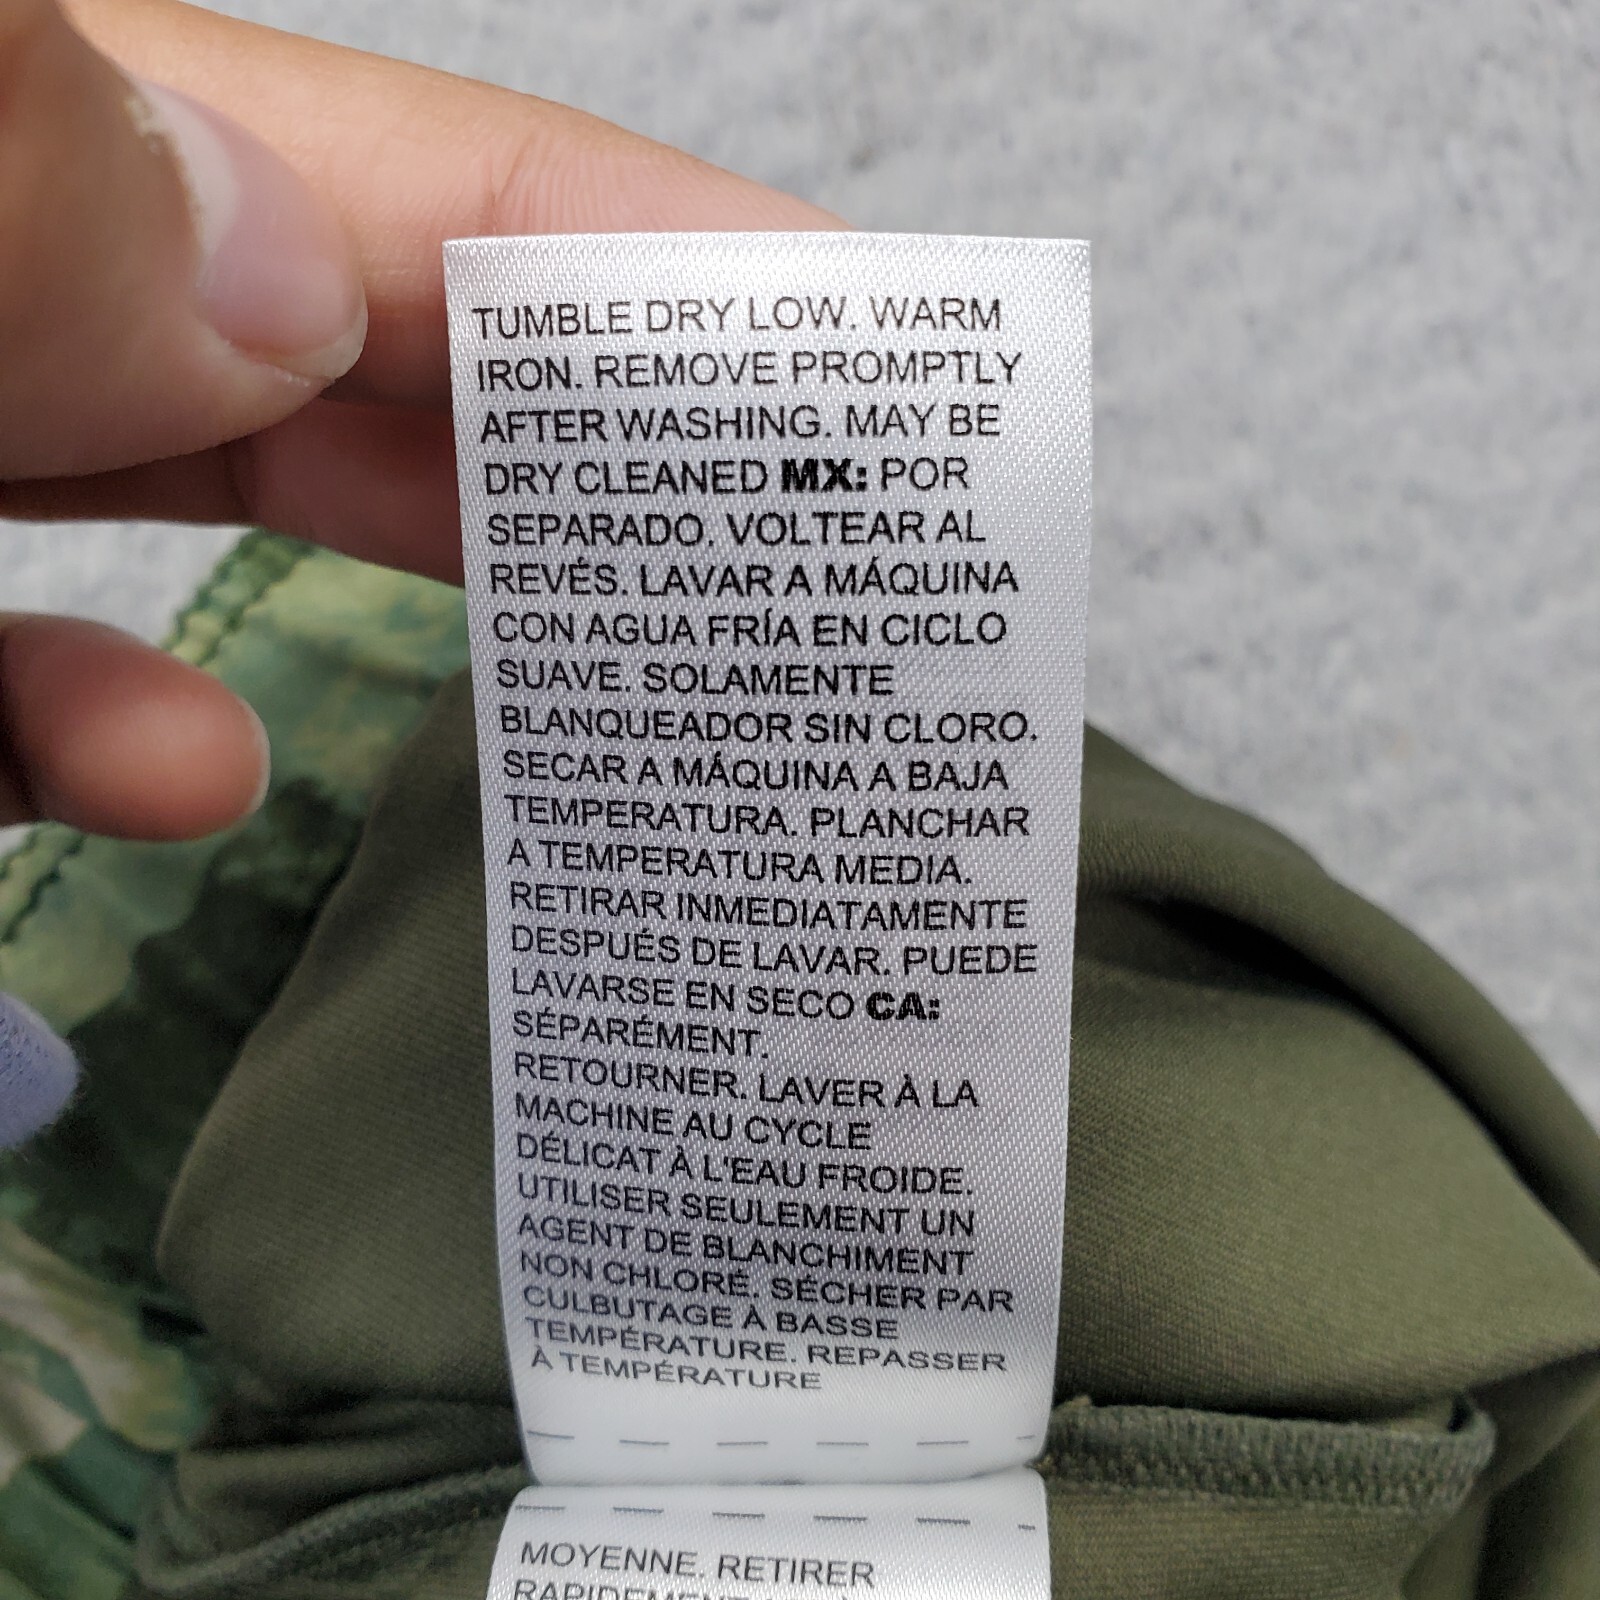 TUMBLE DRY LOW. WARM
IRON. REMOVE PROMPTLY
AFTER WASHING. MAY BE
DRY CLEANED MX: POR
SEPARADO. VOLTEAR AL
REVÉS. LAVAR A MÁQUINA
CON AGUA FRÍA EN CICLO
SUAVE. SOLAMENTE
BLANQUEADOR SIN CLORO.
SECAR A MÁQUINA A BAJA
TEMPERATURA. PLANCHAR
A TEMPERATURA MEDIA.
RETIRAR INMEDIATAMENTE
DESPUÉS DE LAVAR. PUEDE
LAVARSE EN SECO CA:
SÉPARÉMENT.
RETOURNER. LAVER À LA
MACHINE AU CYCLE
DÉLICAT À L'EAU FROIDE.
UTILISER SEULEMENT UN
AGENT DE BLANCHIMENT
NON CHLORÉ. SÉCHER PAR
CULBUTAGE À BASSE
TEMPÉRATURE. REPASSER
À TEMPÉRATURE
MOYENNE. RETIRER